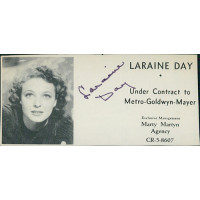 LARAINE DAY
Laraine
Day
Under Contract to
Metro-Goldwyn-Mayer
Exclusive Management
Marty Martyn
Agency
CR-5-8607